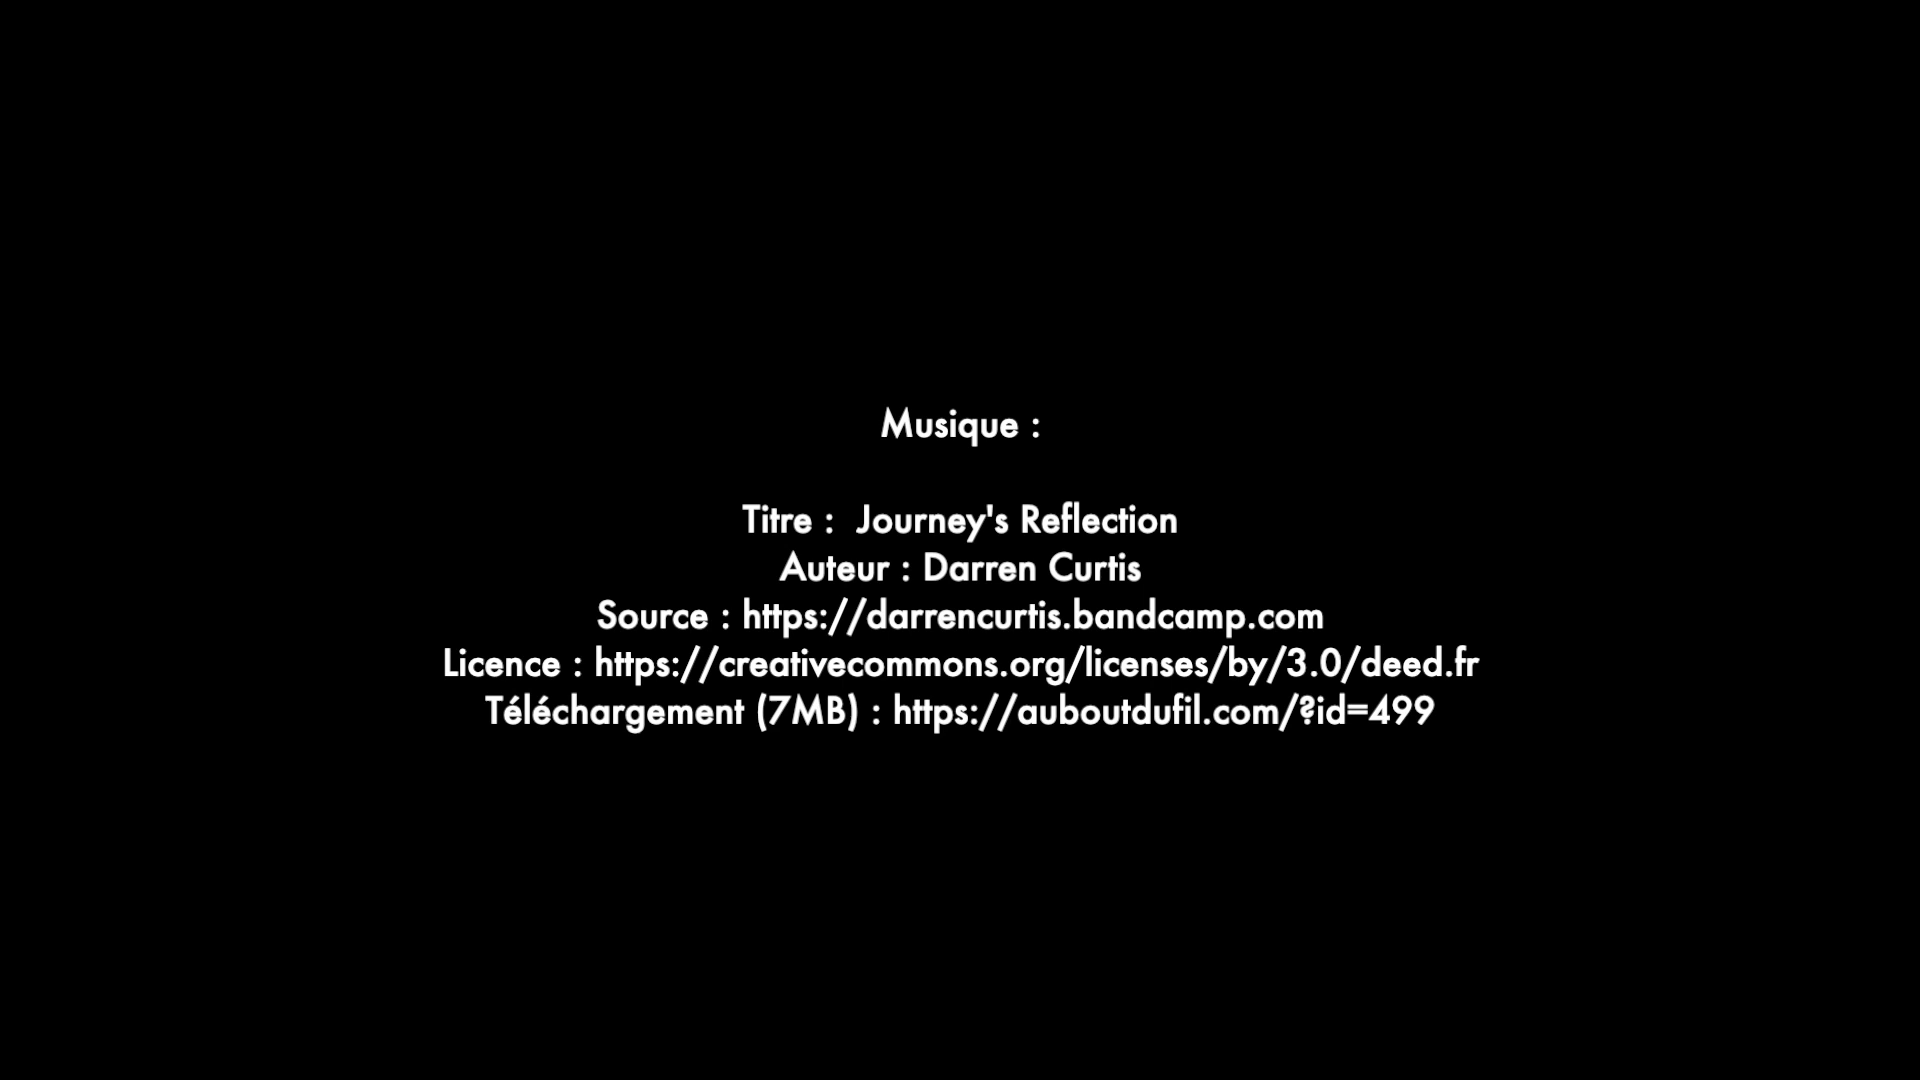 Musique :
Titre :  Journey's Reflection
Auteur : Darren Curtis
Source : https://darrencurtis.bandcamp.com
Licence : https://creativecommons.org/licenses/by/3.0/deed.fr
Téléchargement (7MB) : https://auboutdufil.com/?id=499